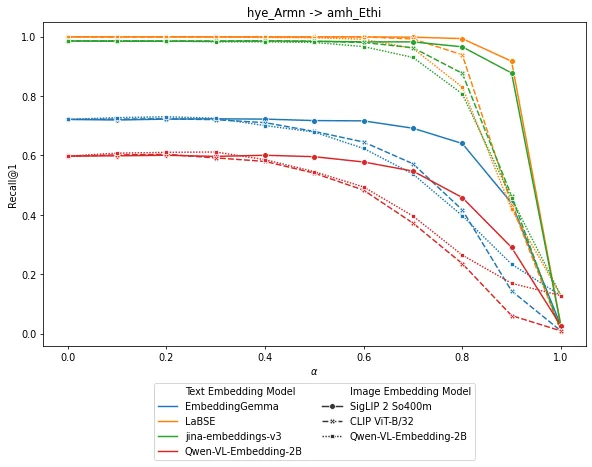 hye_Armn -> amh_Ethi
Recall@1
1.0
0.8
0.6
0.4
0.2
0.0
0.0 0.2 0.4 0.6 0.8 1.0
α
Text Embedding Model Image Embedding Model
EmbeddingGemma SigLIP 2 So400m
LaBSE CLIP ViT-B/32
jina-embeddings-v3 Qwen-VL-Embedding-2B
Qwen-VL-Embedding-2B